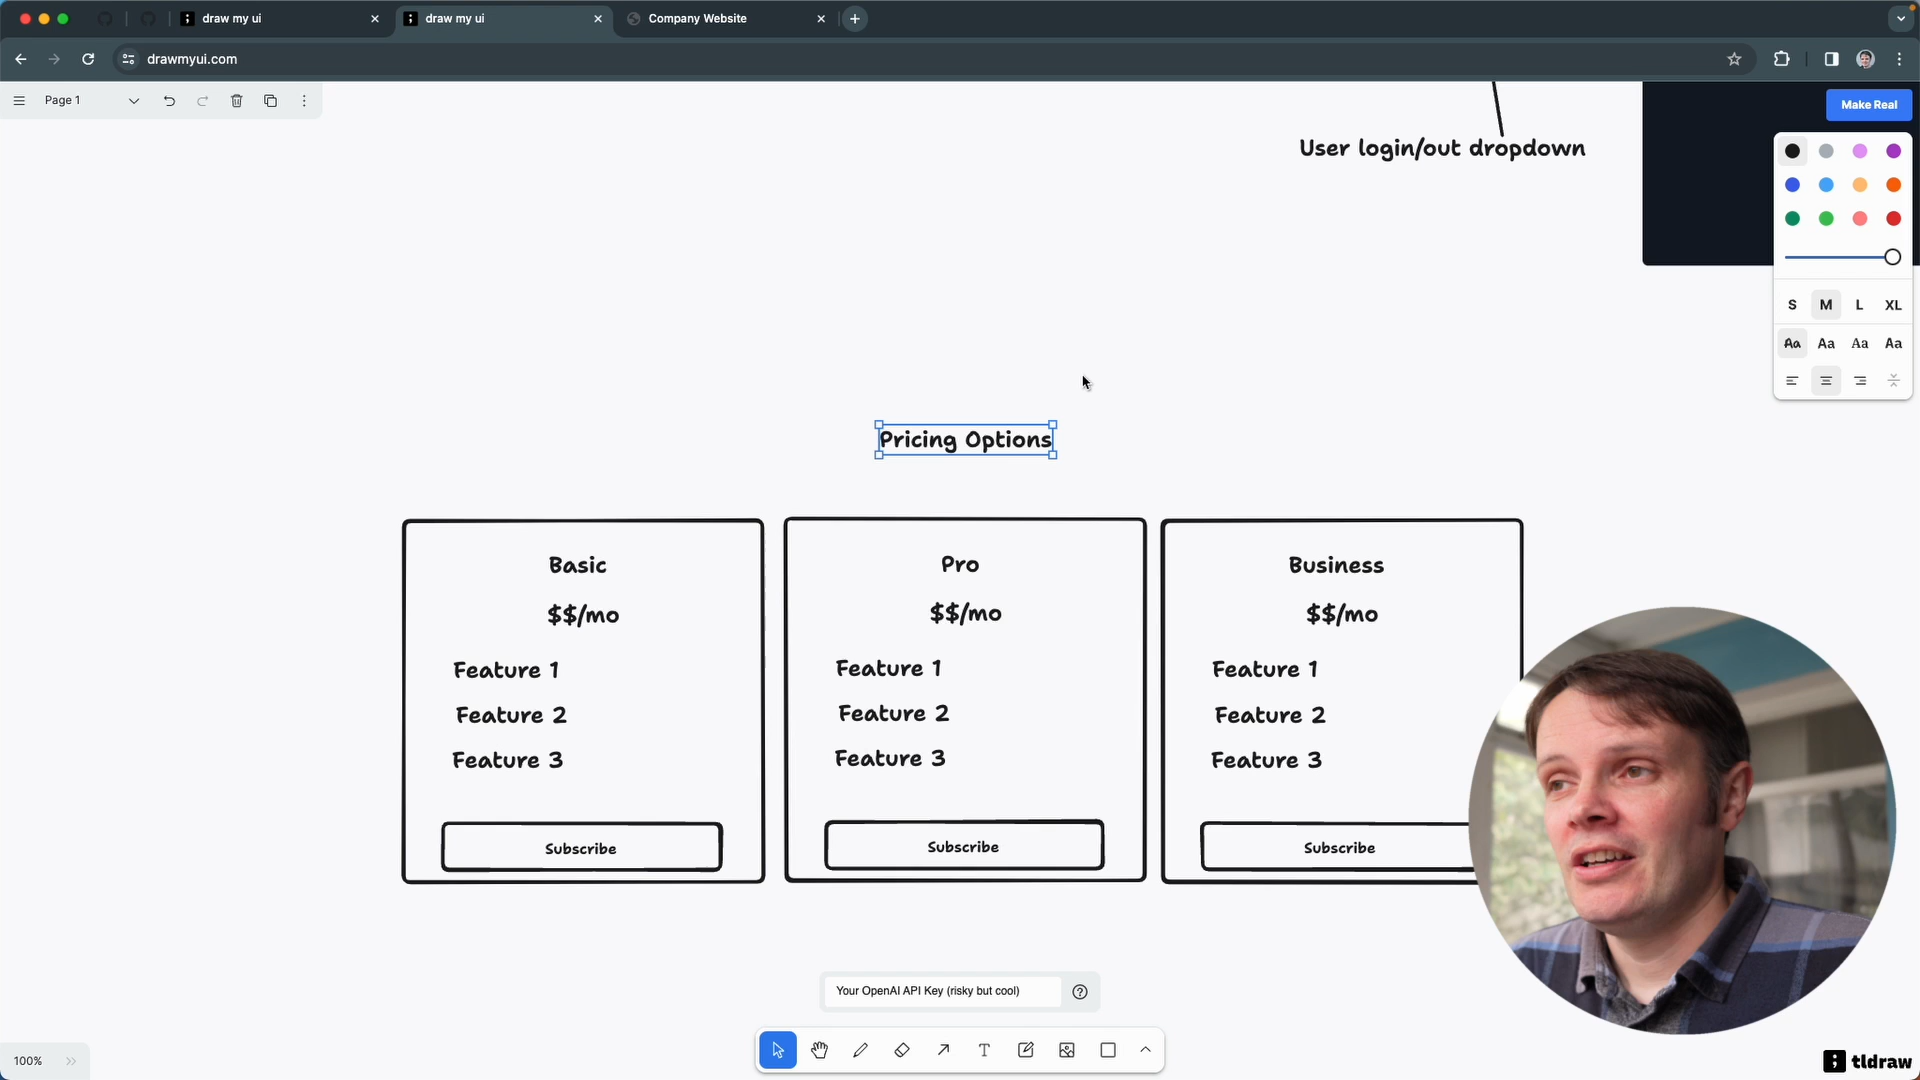 draw my ui
draw my ui
Company Website
drawmyui.com
Page 1
Make Real
User login/out dropdown
S M L XL
Aa Aa Aa Aa
Pricing Options
Basic
$$/mo
Feature 1
Feature 2
Feature 3
Subscribe
Pro
$$/mo
Feature 1
Feature 2
Feature 3
Subscribe
Business
$$/mo
Feature 1
Feature 2
Feature 3
Subscribe
Your OpenAI API Key (risky but cool)
100%
tldraw